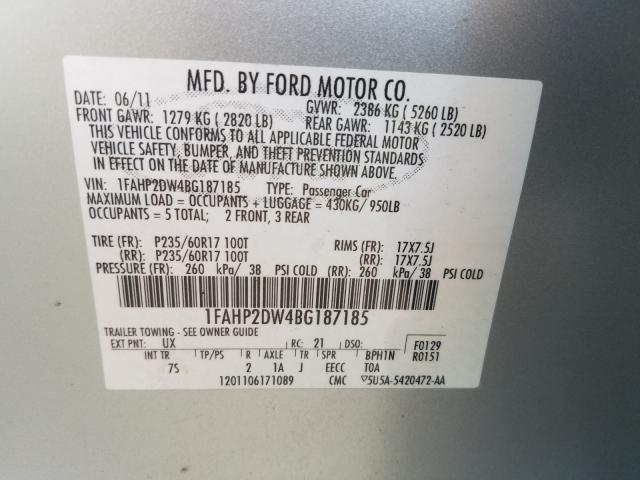 MFD. BY FORD MOTOR CO.
DATE: 06/11 GVWR: 2386 KG ( 5260 LB)
FRONT GAWR: 1279 KG ( 2820 LB) REAR GAWR: 1143 KG ( 2520 LB)
THIS VEHICLE CONFORMS TO ALL APPLICABLE FEDERAL MOTOR
VEHICLE SAFETY, BUMPER, AND THEFT PREVENTION STANDARDS
IN EFFECT ON THE DATE OF MANUFACTURE SHOWN ABOVE.
VIN: 1FAHP2DW4BG187185 TYPE: Passenger Car
MAXIMUM LOAD = OCCUPANTS + LUGGAGE = 430KG/ 950LB
OCCUPANTS = 5 TOTAL; 2 FRONT, 3 REAR
TIRE (FR): P235/60R17 100T RIMS (FR): 17X7.5J
(RR): P235/60R17 100T (RR): 17X7.5J
PRESSURE (FR): 260 kPa/ 38 PSI COLD (RR): 260 kPa/ 38 PSI COLD
1FAHP2DW4BG187185
TRAILER TOWING - SEE OWNER GUIDE
EXT PNT: UX RC: 21 DSO: F0129
INT TR TP/PS R AXLE TR SPR BPH1N R0151
7S 2 1A J EECC TOA
1201106171089 CMC ▽5U5A-5420472-AA